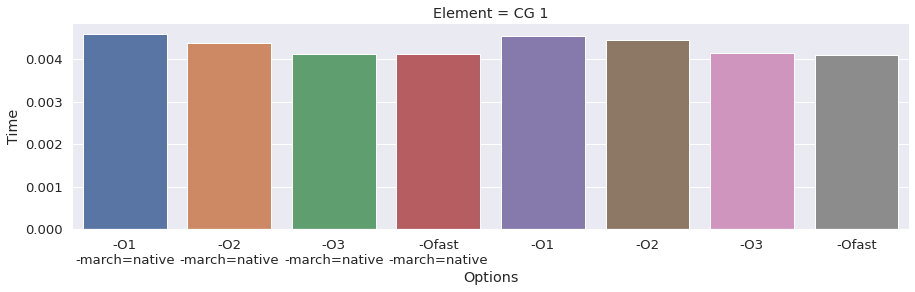 Element = CG 1
Time
0.004
0.003
0.002
0.001
0.000
-O1
-march=native
-O2
-march=native
-O3
-march=native
-Ofast
-march=native
-O1
-O2
-O3
-Ofast
Options